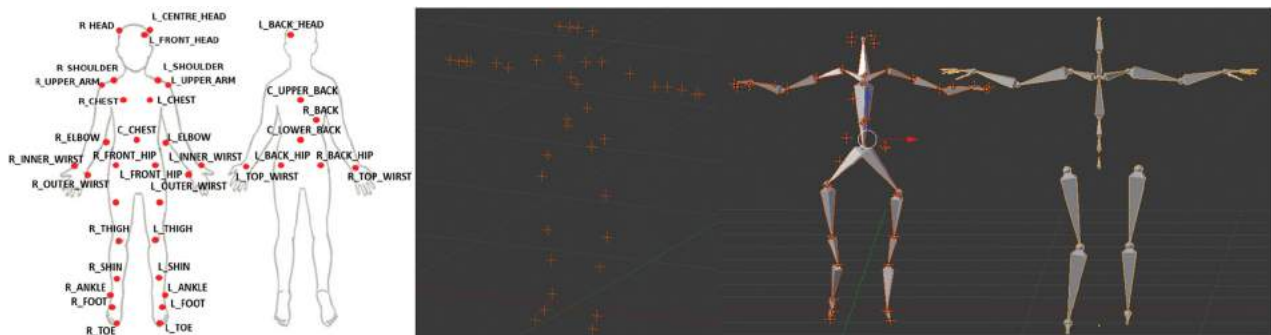 L_CENTRE_HEAD
R_HEAD
L_BACK_HEAD
L_FRONT_HEAD
R_SHOULDER
L_SHOULDER
R_UPPER_ARM
L_UPPER_ARM
R_CHEST
L_CHEST
C_UPPER_BACK
R_BACK
R_ELBOW
C_CHEST
L_ELBOW
C_LOWER_BACK
R_INNER_WIRST
R_FRONT_HIP
L_INNER_WIRST
L_BACK_HIP
R_BACK_HIP
L_FRONT_HIP
R_OUTER_WIRST
L_OUTER_WIRST
L_TOP_WIRST
R_TOP_WIRST
R_THIGH
L_THIGH
R_SHIN
L_SHIN
R_ANKLE
L_ANKLE
R_FOOT
L_FOOT
R_TOE
L_TOE